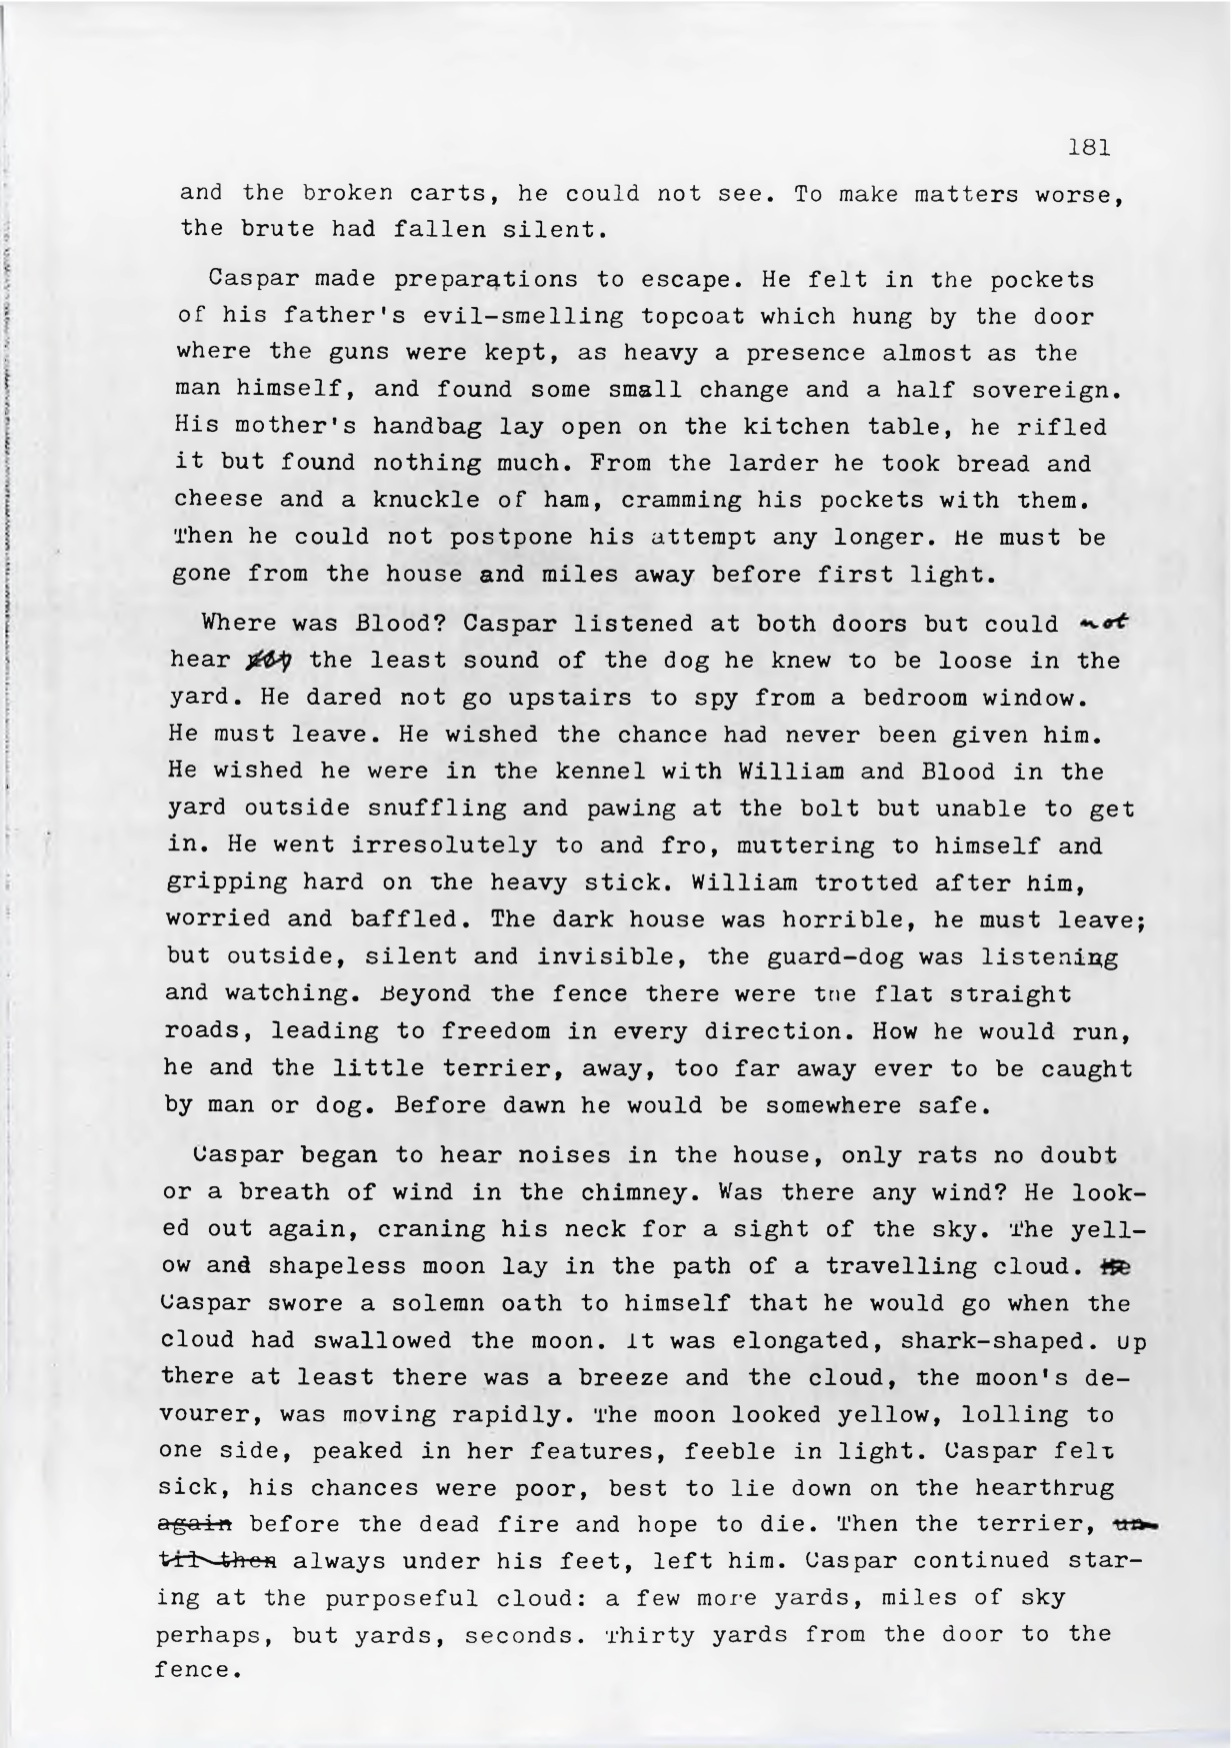 181
and the broken carts, he could not see. To make matters worse,
the brute had fallen silent.
Caspar made preparations to escape. He felt in the pockets
of his father's evil-smelling topcoat which hung by the door
where the guns were kept, as heavy a presence almost as the
man himself, and found some small change and a half sovereign.
His mother's handbag lay open on the kitchen table, he rifled
it but found nothing much. From the larder he took bread and
cheese and a knuckle of ham, cramming his pockets with them.
Then he could not postpone his attempt any longer. He must be
gone from the house and miles away before first light.
Where was Blood? Caspar listened at both doors but could not
hear the least sound of the dog he knew to be loose in the
yard. He dared not go upstairs to spy from a bedroom window.
He must leave. He wished the chance had never been given him.
He wished he were in the kennel with William and Blood in the
yard outside snuffling and pawing at the bolt but unable to get
in. He went irresolutely to and fro, muttering to himself and
gripping hard on the heavy stick. William trotted after him,
worried and baffled. The dark house was horrible, he must leave;
but outside, silent and invisible, the guard-dog was listening
and watching. Beyond the fence there were the flat straight
roads, leading to freedom in every direction. How he would run,
he and the little terrier, away, too far away ever to be caught
by man or dog. Before dawn he would be somewhere safe.
Caspar began to hear noises in the house, only rats no doubt
or a breath of wind in the chimney. Was there any wind? He look-
ed out again, craning his neck for a sight of the sky. The yell-
ow and shapeless moon lay in the path of a travelling cloud. He
Caspar swore a solemn oath to himself that he would go when the
cloud had swallowed the moon. It was elongated, shark-shaped. Up
there at least there was a breeze and the cloud, the moon's de-
vourer, was moving rapidly. The moon looked yellow, lolling to
one side, peaked in her features, feeble in light. Caspar felt
sick, his chances were poor, best to lie down on the hearthrug
again before the dead fire and hope to die. Then the terrier, un-
til then always under his feet, left him. Caspar continued star-
ing at the purposeful cloud: a few more yards, miles of sky
perhaps, but yards, seconds. Thirty yards from the door to the
fence.